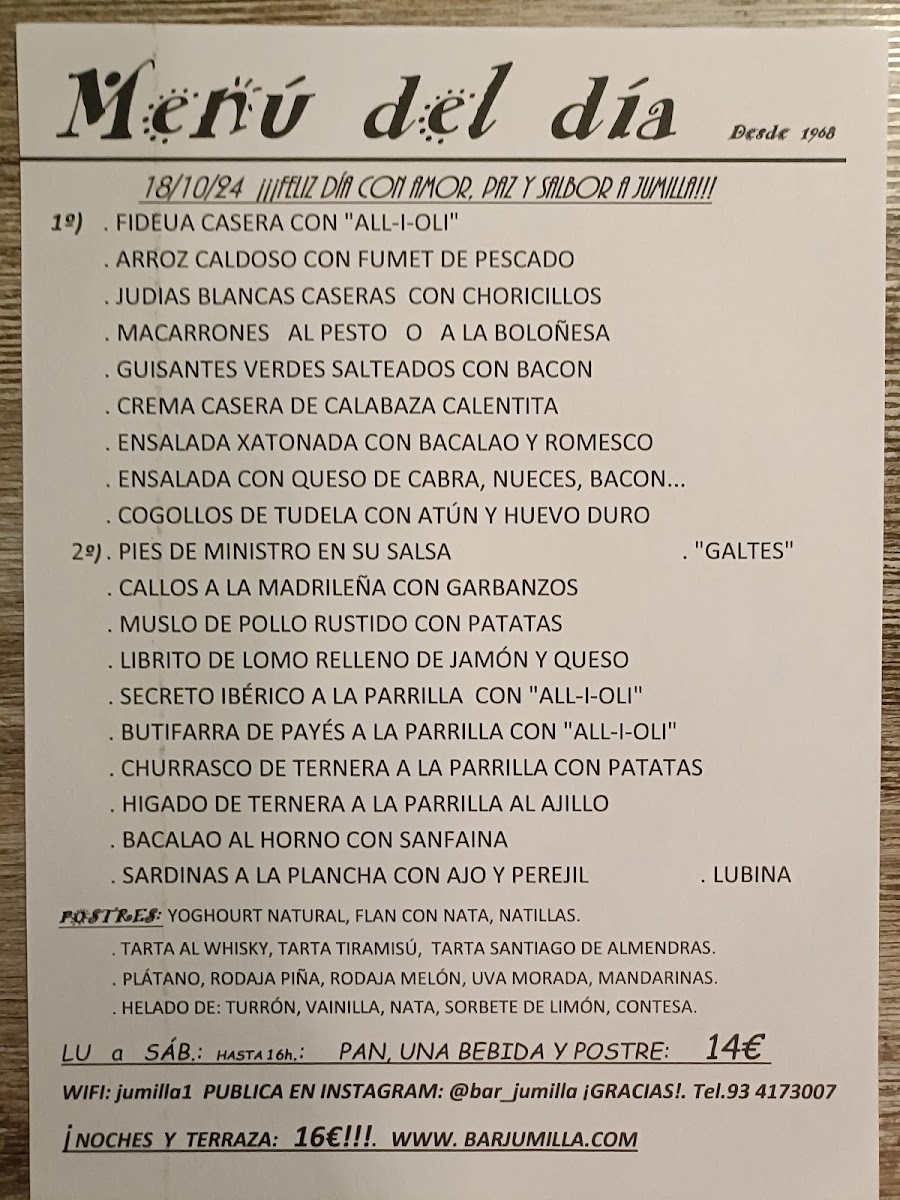 Menú del día Desde 1968
18/10/24 ¡¡¡FELIZ DÍA CON AMOR, PAZ Y SALBOR A JUMILLA!!!
1º) . FIDEUA CASERA CON "ALL-I-OLI"
. ARROZ CALDOSO CON FUMET DE PESCADO
. JUDIAS BLANCAS CASERAS CON CHORICILLOS
. MACARRONES AL PESTO O A LA BOLOÑESA
. GUISANTES VERDES SALTEADOS CON BACON
. CREMA CASERA DE CALABAZA CALENTITA
. ENSALADA XATONADA CON BACALAO Y ROMESCO
. ENSALADA CON QUESO DE CABRA, NUECES, BACON...
. COGOLLOS DE TUDELA CON ATÚN Y HUEVO DURO
2º) . PIES DE MINISTRO EN SU SALSA . "GALTES"
. CALLOS A LA MADRILEÑA CON GARBANZOS
. MUSLO DE POLLO RUSTIDO CON PATATAS
. LIBRITO DE LOMO RELLENO DE JAMÓN Y QUESO
. SECRETO IBÉRICO A LA PARRILLA CON "ALL-I-OLI"
. BUTIFARRA DE PAYÉS A LA PARRILLA CON "ALL-I-OLI"
. CHURRASCO DE TERNERA A LA PARRILLA CON PATATAS
. HIGADO DE TERNERA A LA PARRILLA AL AJILLO
. BACALAO AL HORNO CON SANFAINA
. SARDINAS A LA PLANCHA CON AJO Y PEREJIL . LUBINA
POSTRES: YOGHOURT NATURAL, FLAN CON NATA, NATILLAS.
. TARTA AL WHISKY, TARTA TIRAMISÚ, TARTA SANTIAGO DE ALMENDRAS.
. PLÁTANO, RODAJA PIÑA, RODAJA MELÓN, UVA MORADA, MANDARINAS.
. HELADO DE: TURRÓN, VAINILLA, NATA, SORBETE DE LIMÓN, CONTESA.
LU a SÁB.: HASTA 16h.: PAN, UNA BEBIDA Y POSTRE: 14€
WIFI: jumilla1 PUBLICA EN INSTAGRAM: @bar_jumilla ¡GRACIAS!. Tel.93 4173007
¡NOCHES Y TERRAZA: 16€!!!. WWW. BARJUMILLA.COM